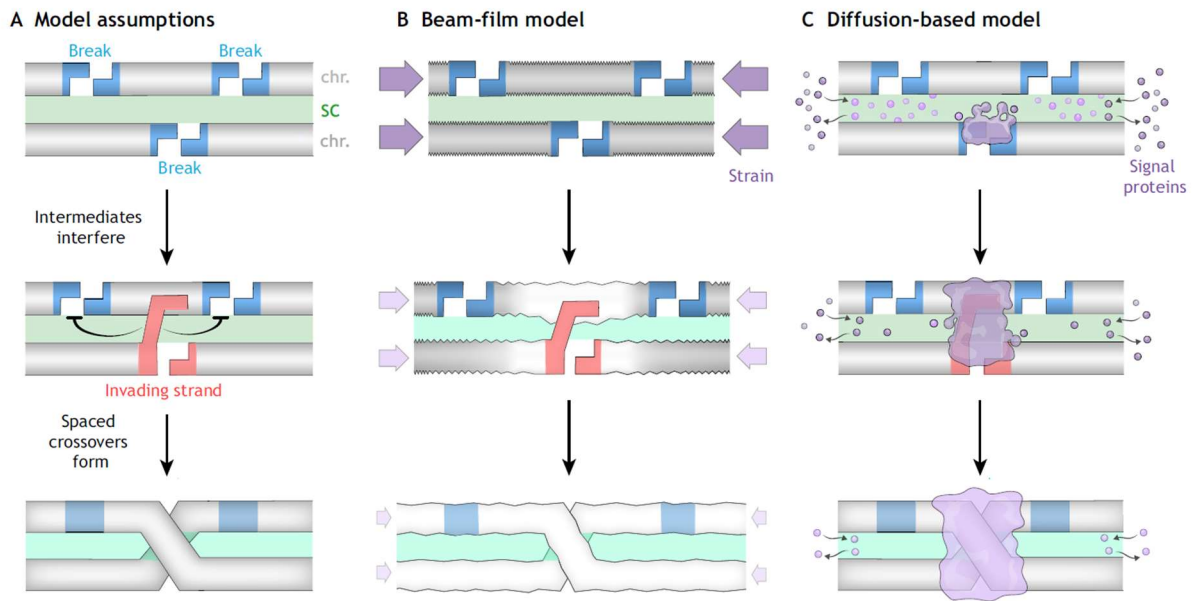 A Model assumptions
Break
Break
chr.
SC
chr.
Break
Intermediates
interfere
Invading strand
Spaced
crossovers
form
B Beam-film model
Strain
C Diffusion-based model
Signal
proteins